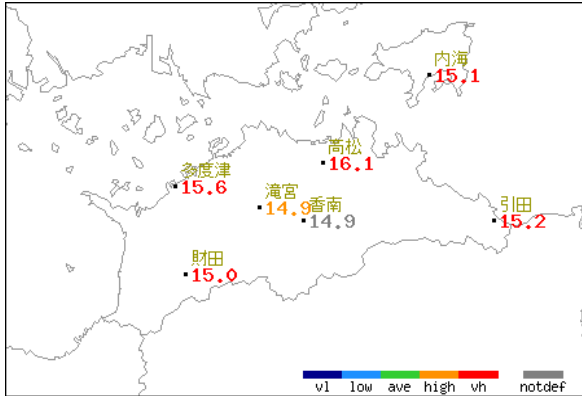 内海
15.1
高松
16.1
多度津
15.6
滝宮
14.9
香南
14.9
引田
15.2
財田
15.0
vl low ave high vh notdef